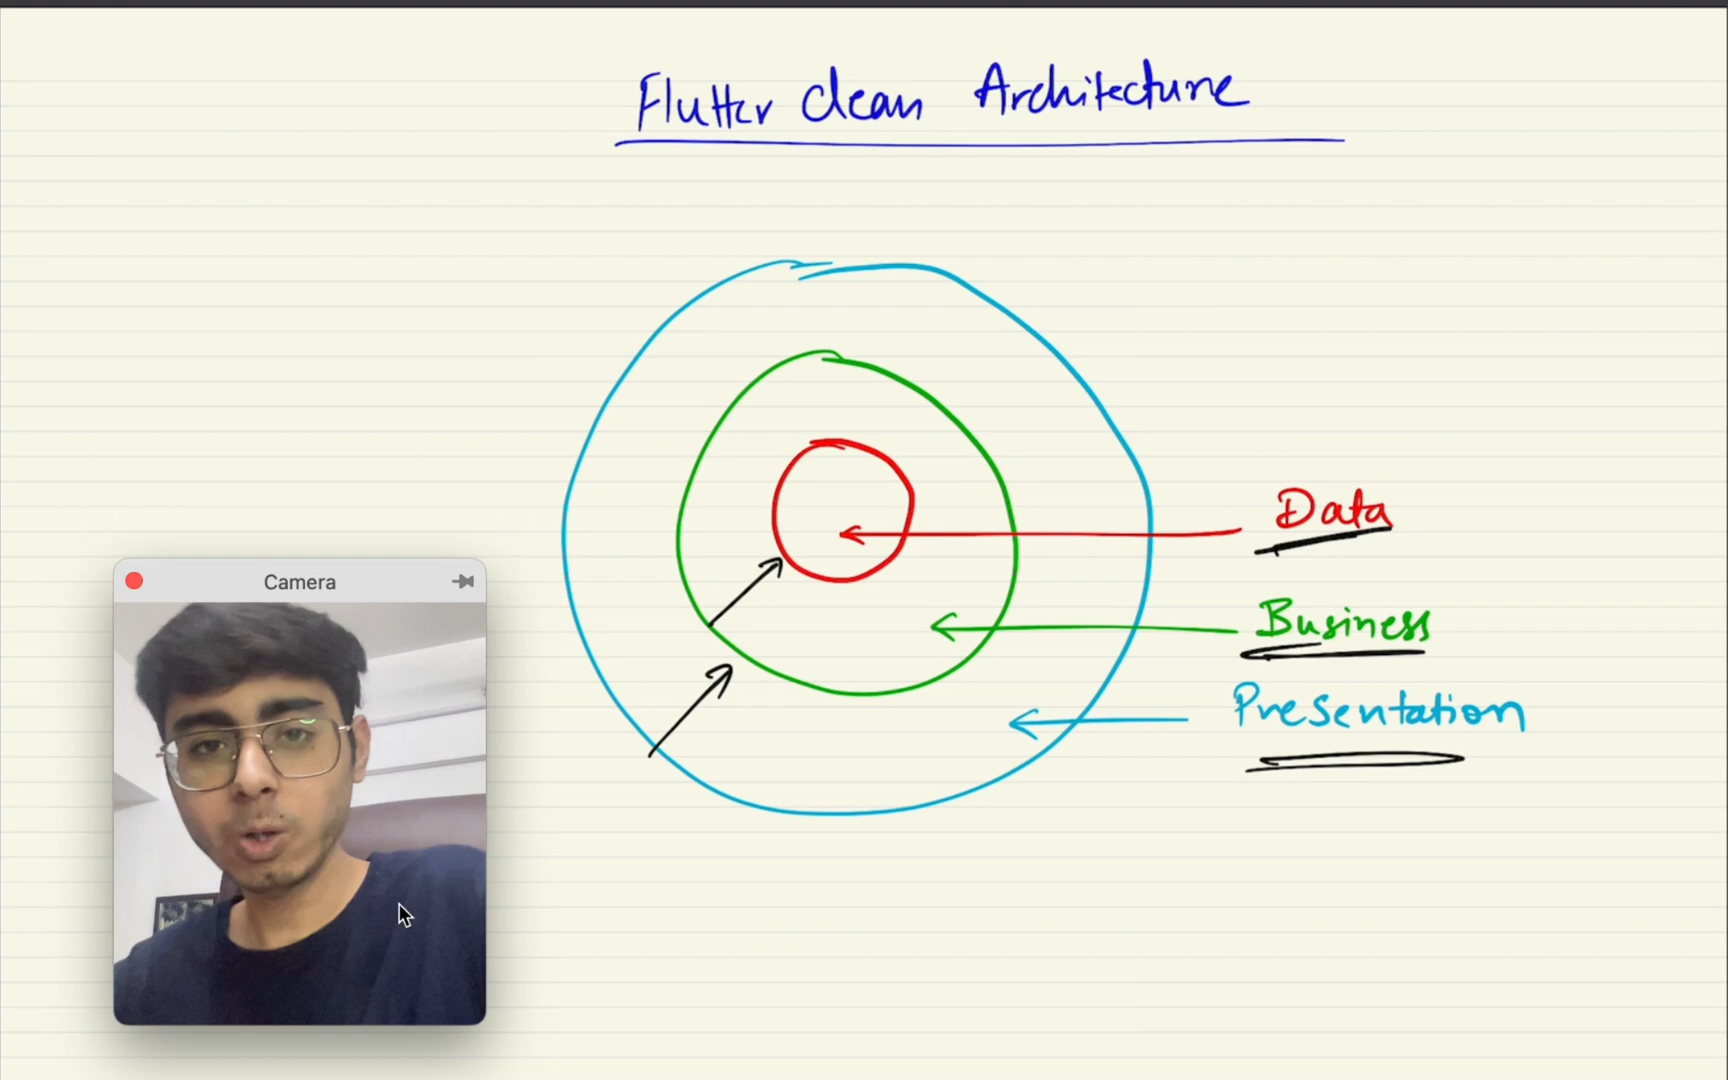 Flutter Clean Architecture
Data
Business
Presentation
Camera